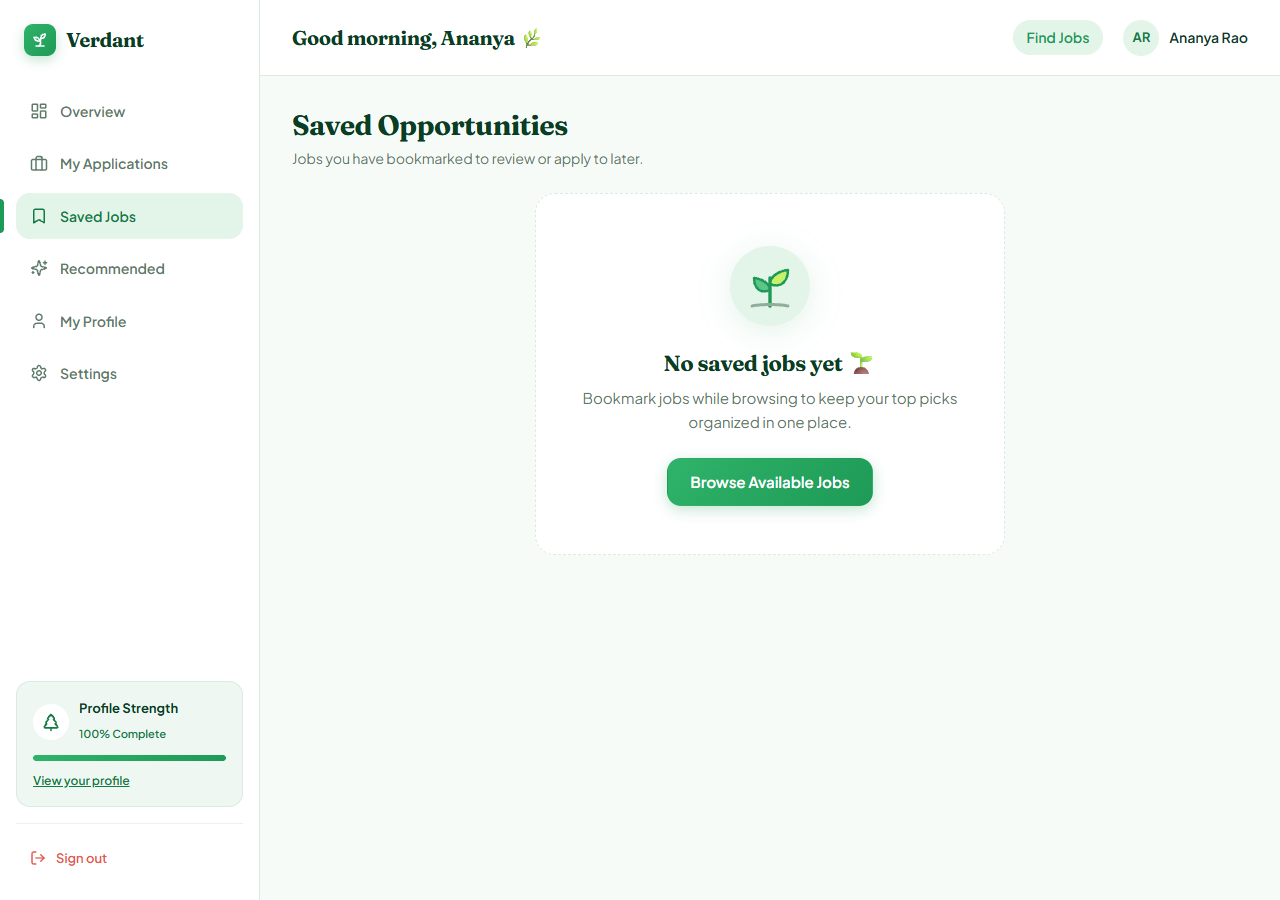 Verdant
Overview
My Applications
Saved Jobs
Recommended
My Profile
Settings
Profile Strength
100% Complete
View your profile
Sign out
Good morning, Ananya 🌿
Find Jobs
AR
Ananya Rao
Saved Opportunities
Jobs you have bookmarked to review or apply to later.
No saved jobs yet 🌱
Bookmark jobs while browsing to keep your top picks
organized in one place.
Browse Available Jobs